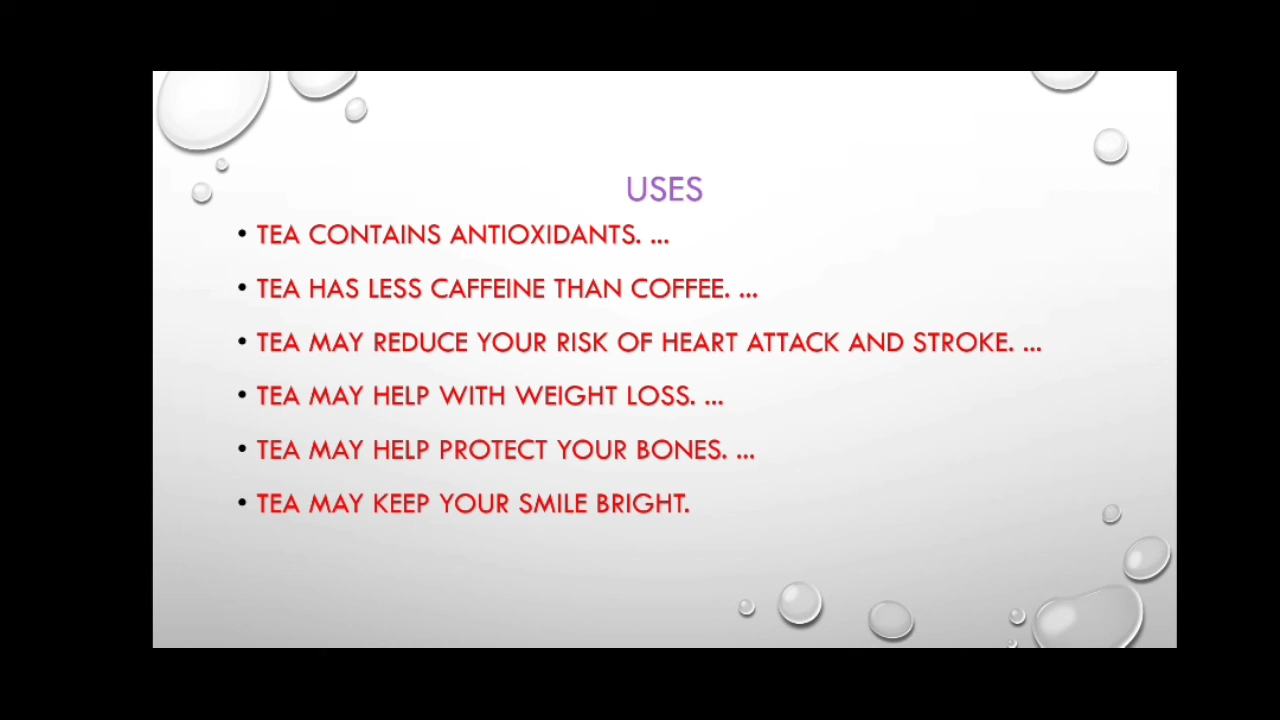 USES
• TEA CONTAINS ANTIOXIDANTS. ...
• TEA HAS LESS CAFFEINE THAN COFFEE. ...
• TEA MAY REDUCE YOUR RISK OF HEART ATTACK AND STROKE. ...
• TEA MAY HELP WITH WEIGHT LOSS. ...
• TEA MAY HELP PROTECT YOUR BONES. ...
• TEA MAY KEEP YOUR SMILE BRIGHT.